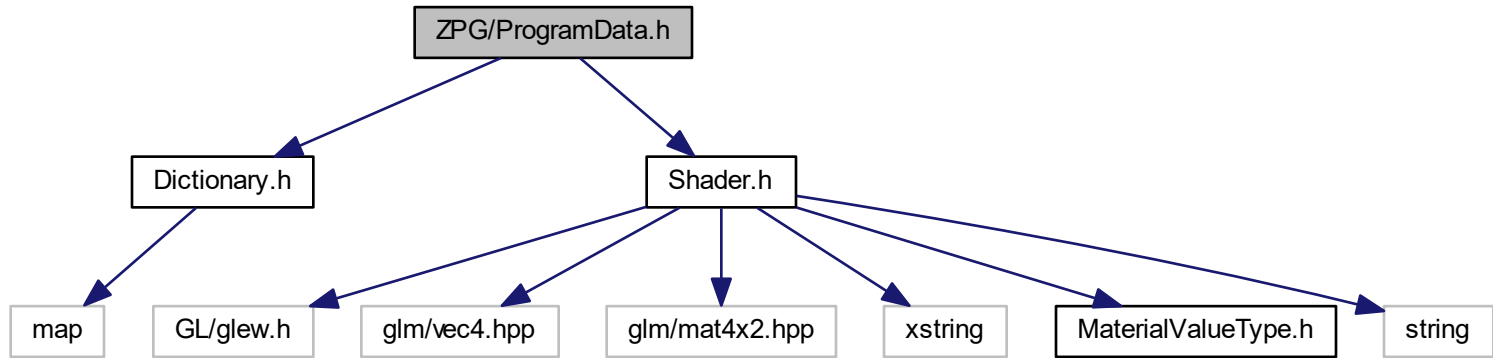 ZPG/ProgramData.h
Dictionary.h
Shader.h
map
GL/glew.h
glm/vec4.hpp
glm/mat4x2.hpp
xstring
MaterialValueType.h
string